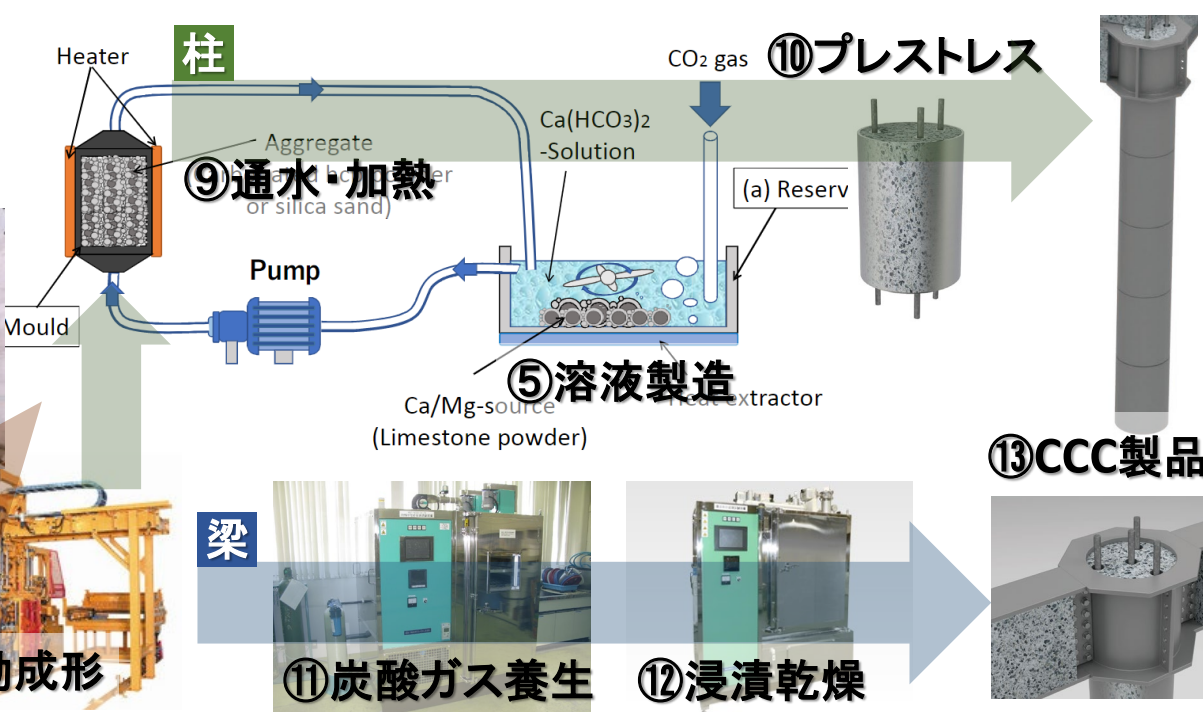 柱
Heater
CO2 gas
⑩プレストレス
Ca(HCO3)2
-Solution
Aggregate
⑨通水・加熱
or silica sand)
(a) Reserv
Pump
Mould
⑤溶液製造
Ca/Mg-source
(Limestone powder)
Heat extractor
⑬CCC製品
梁
成形
⑪炭酸ガス養生
⑫浸漬乾燥